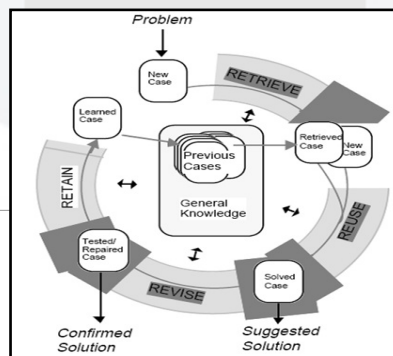 Problem
New
Case
RETRIEVE
Learned
Case
Retrieved
Case
New
Case
Previous
Cases
General
Knowledge
RETAIN
REUSE
Tested/
Repaired
Case
REVISE
Solved
Case
Confirmed
Solution
Suggested
Solution